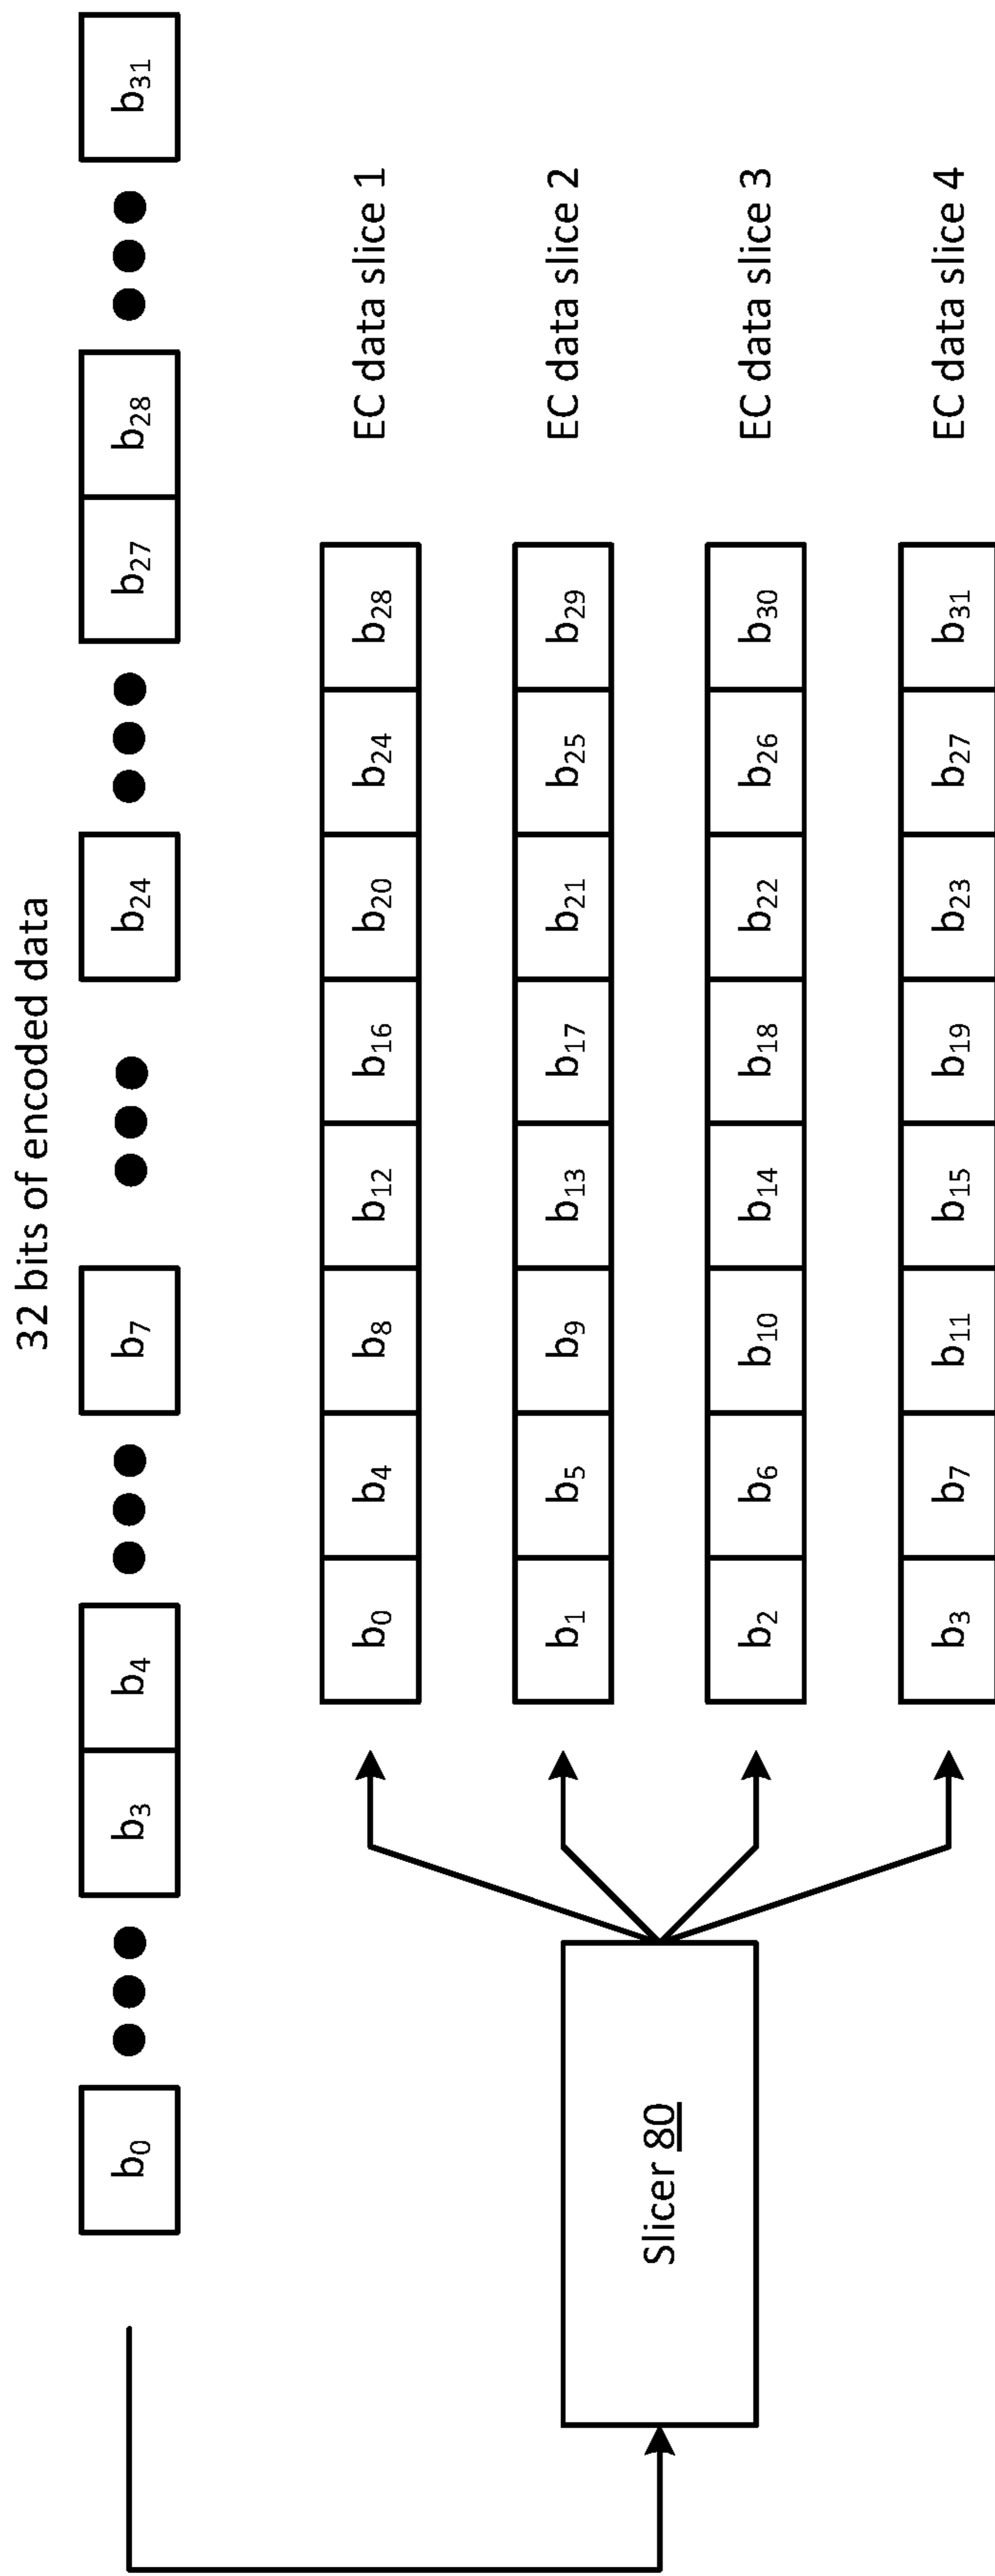 32 bits of encoded data
b0 b3 b4 b7 b24 b27 b28 b31
b0 b4 b8 b12 b16 b20 b24 b28 EC data slice 1
b1 b5 b9 b13 b17 b21 b25 b29 EC data slice 2
Slicer 80
b2 b6 b10 b14 b18 b22 b26 b30 EC data slice 3
b3 b7 b11 b15 b19 b23 b27 b31 EC data slice 4